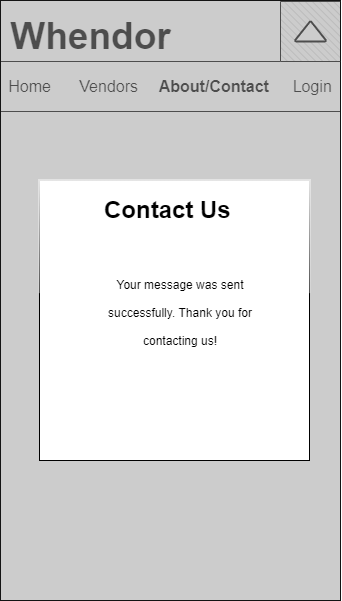 Whendor
Home Vendors About/Contact Login
Contact Us
Your message was sent
successfully. Thank you for
contacting us!